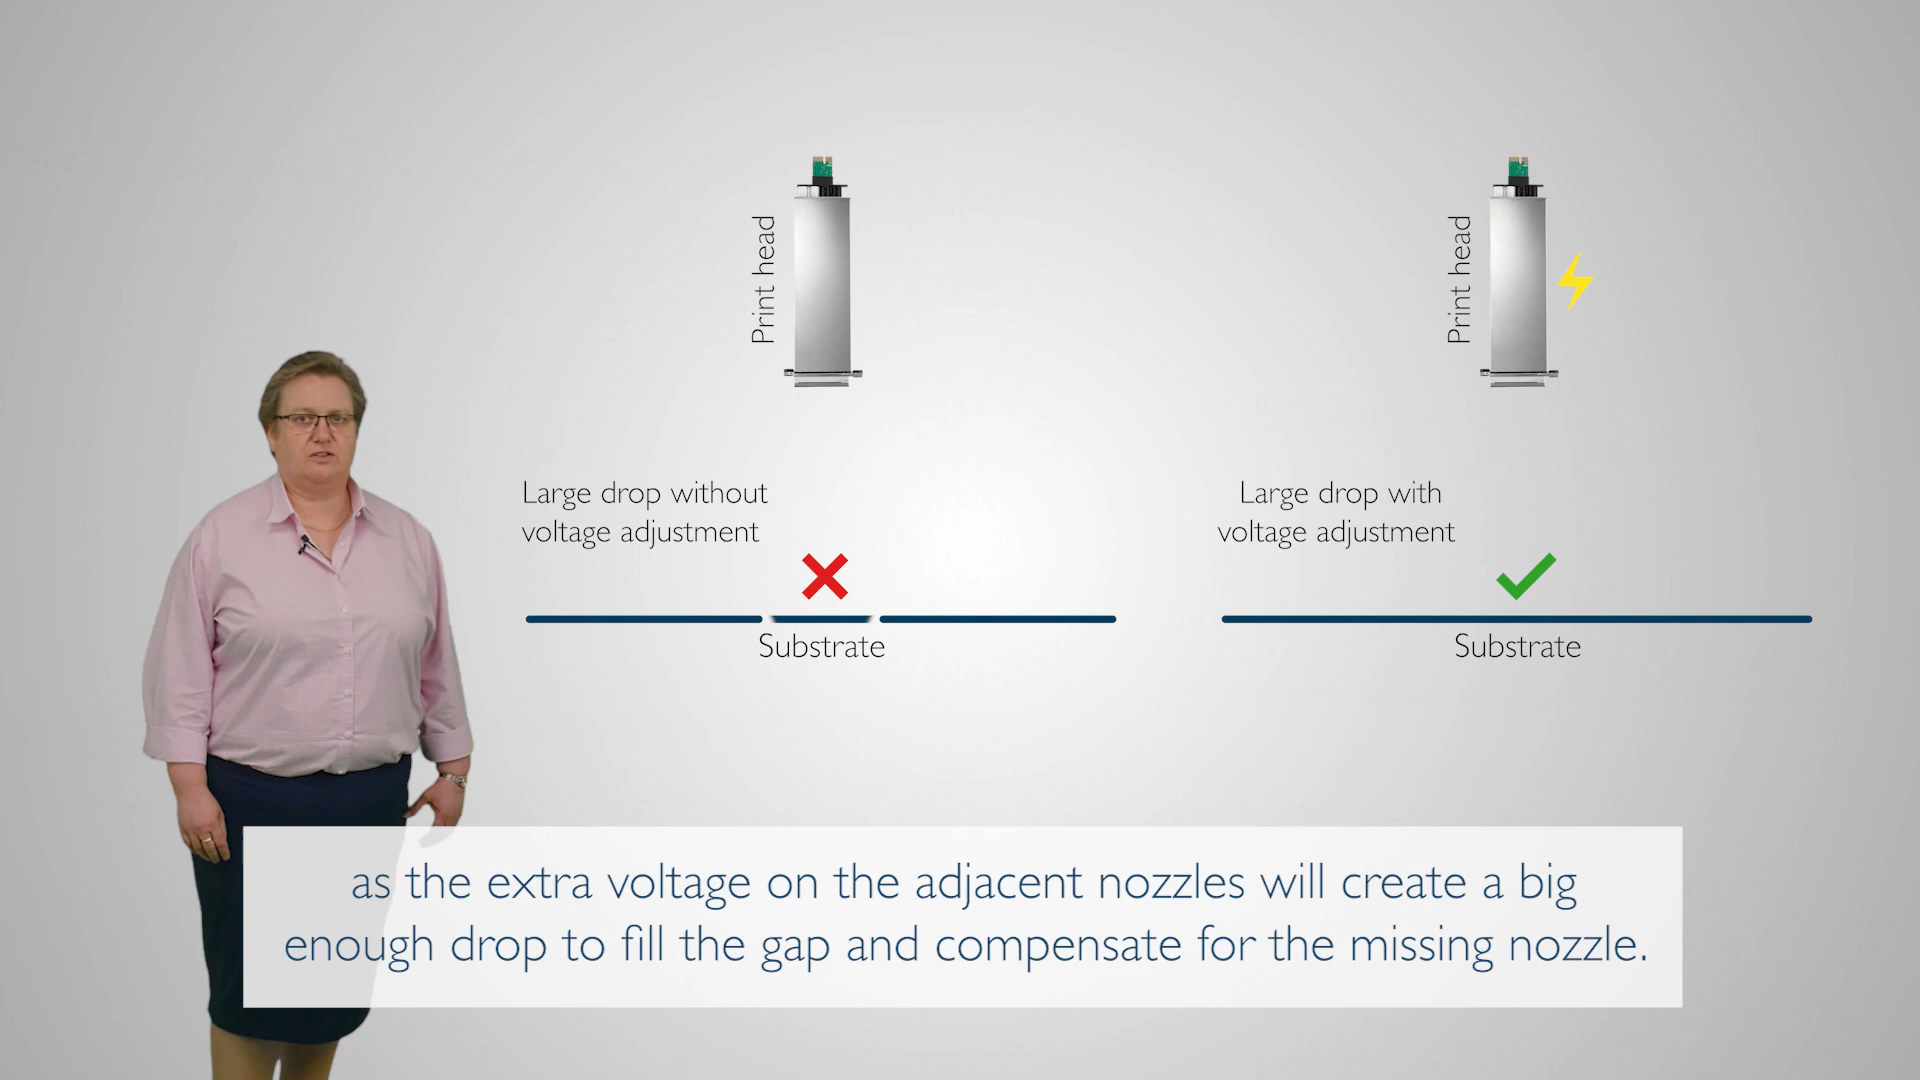 Print head
Print head
Large drop without
voltage adjustment
Large drop with
voltage adjustment
Substrate
Substrate
as the extra voltage on the adjacent nozzles will create a big
enough drop to fill the gap and compensate for the missing nozzle.